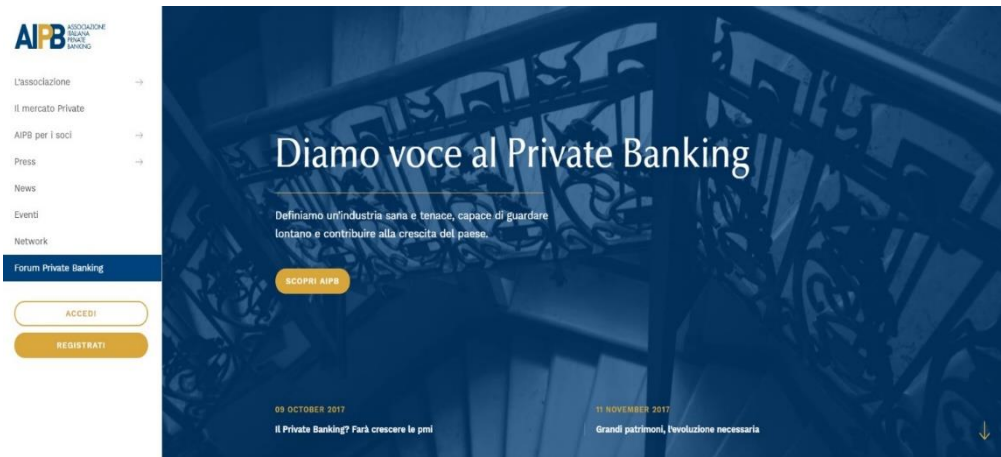 AIPB
ASSOCIAZIONE
ITALIANA
PRIVATE
BANKING
L'associazione
Il mercato Private
AIPB per i soci
Press
News
Eventi
Network
Forum Private Banking
ACCEDI
REGISTRATI
Diamo voce al Private Banking
Definiamo un'industria sana e tenace, capace di guardare
lontano e contribuire alla crescita del paese.
SCOPRI AIPB
09 OCTOBER 2017
Il Private Banking? Farà crescere le pmi
11 NOVEMBER 2017
Grandi patrimoni, l'evoluzione necessaria